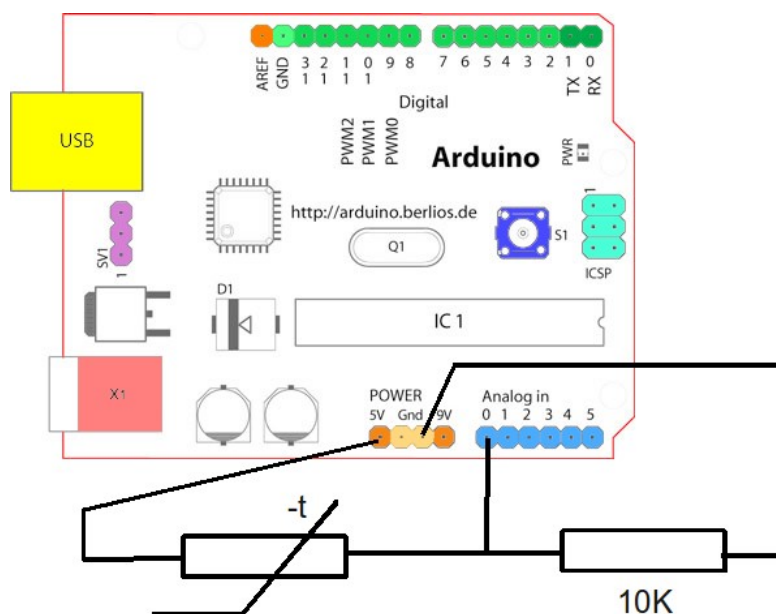 AREF
GND
13
12
11
10
9
8
7
6
5
4
3
2
1
0
TX
RX
Digital
PWM2
PWM1
PWM0
Arduino
PWR
USB
http://arduino.berlios.de
SV1
1
Q1
S1
1
ICSP
D1
IC 1
X1
POWER
5V Gnd 9V
Analog in
0 1 2 3 4 5
-t
10K